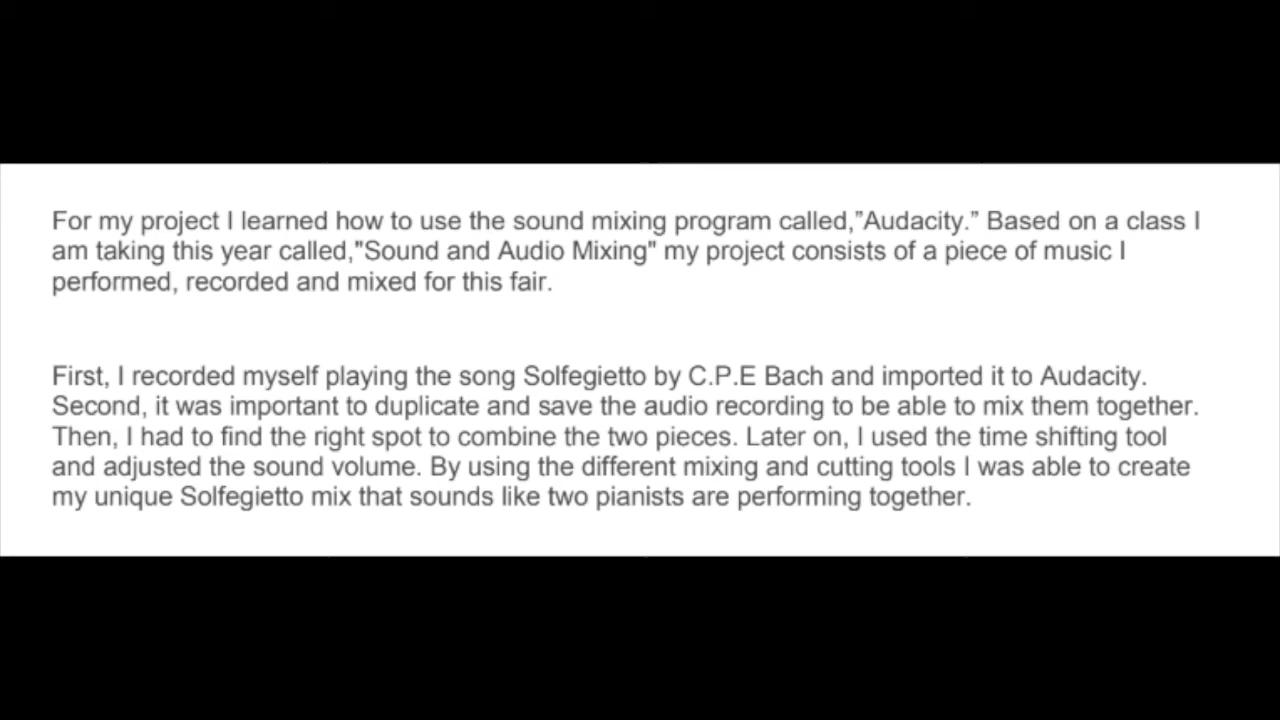 For my project I learned how to use the sound mixing program called,”Audacity.” Based on a class I
am taking this year called,"Sound and Audio Mixing" my project consists of a piece of music I
performed, recorded and mixed for this fair.
First, I recorded myself playing the song Solfegietto by C.P.E Bach and imported it to Audacity.
Second, it was important to duplicate and save the audio recording to be able to mix them together.
Then, I had to find the right spot to combine the two pieces. Later on, I used the time shifting tool
and adjusted the sound volume. By using the different mixing and cutting tools I was able to create
my unique Solfegietto mix that sounds like two pianists are performing together.